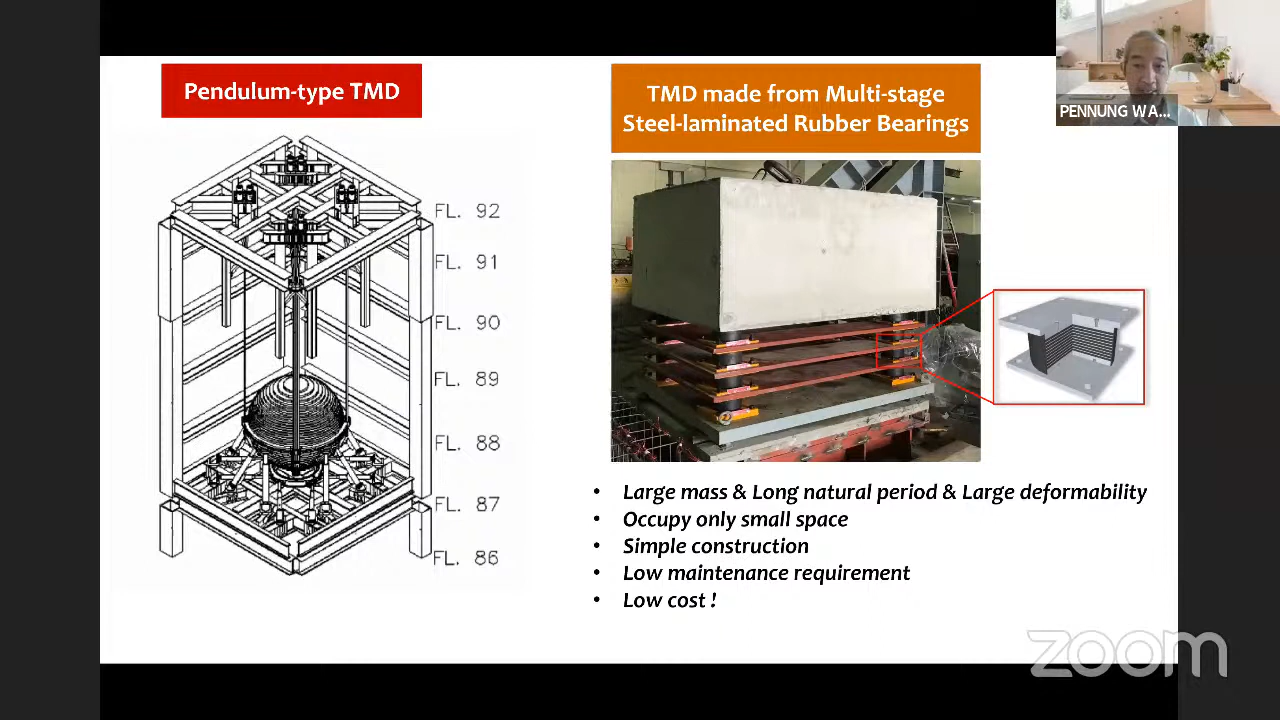 Pendulum-type TMD
FL. 92
FL. 91
FL. 90
FL. 89
FL. 88
FL. 87
FL. 86
TMD made from Multi-stage
Steel-laminated Rubber Bearings
• Large mass & Long natural period & Large deformability
• Occupy only small space
• Simple construction
• Low maintenance requirement
• Low cost !
PENNUNG WA...
zoom